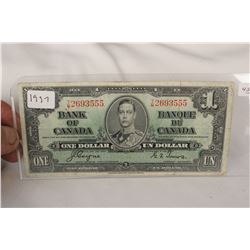 1937
1
BANK OF CANADA
BANQUE DU CANADA
2693555
2693555
ONE DOLLAR
UN DOLLAR
ONE
UN